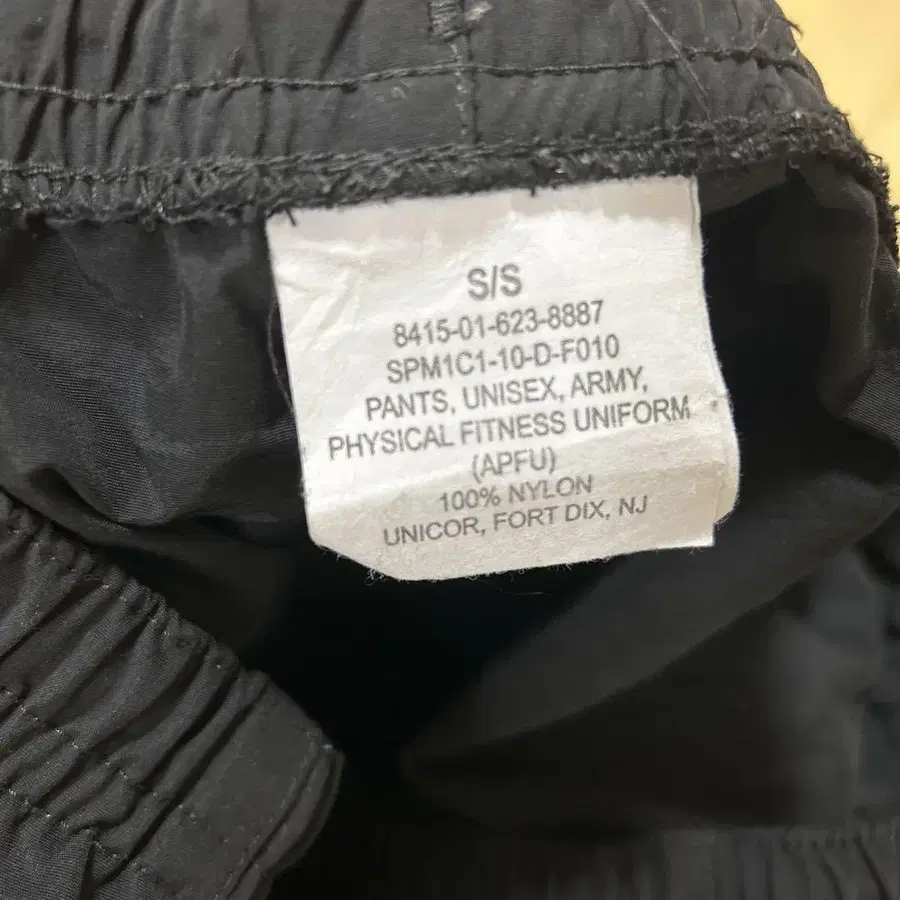 S/S
8415-01-623-8887
SPM1C1-10-D-F010
PANTS, UNISEX, ARMY,
PHYSICAL FITNESS UNIFORM
(APFU)
100% NYLON
UNICOR, FORT DIX, NJ